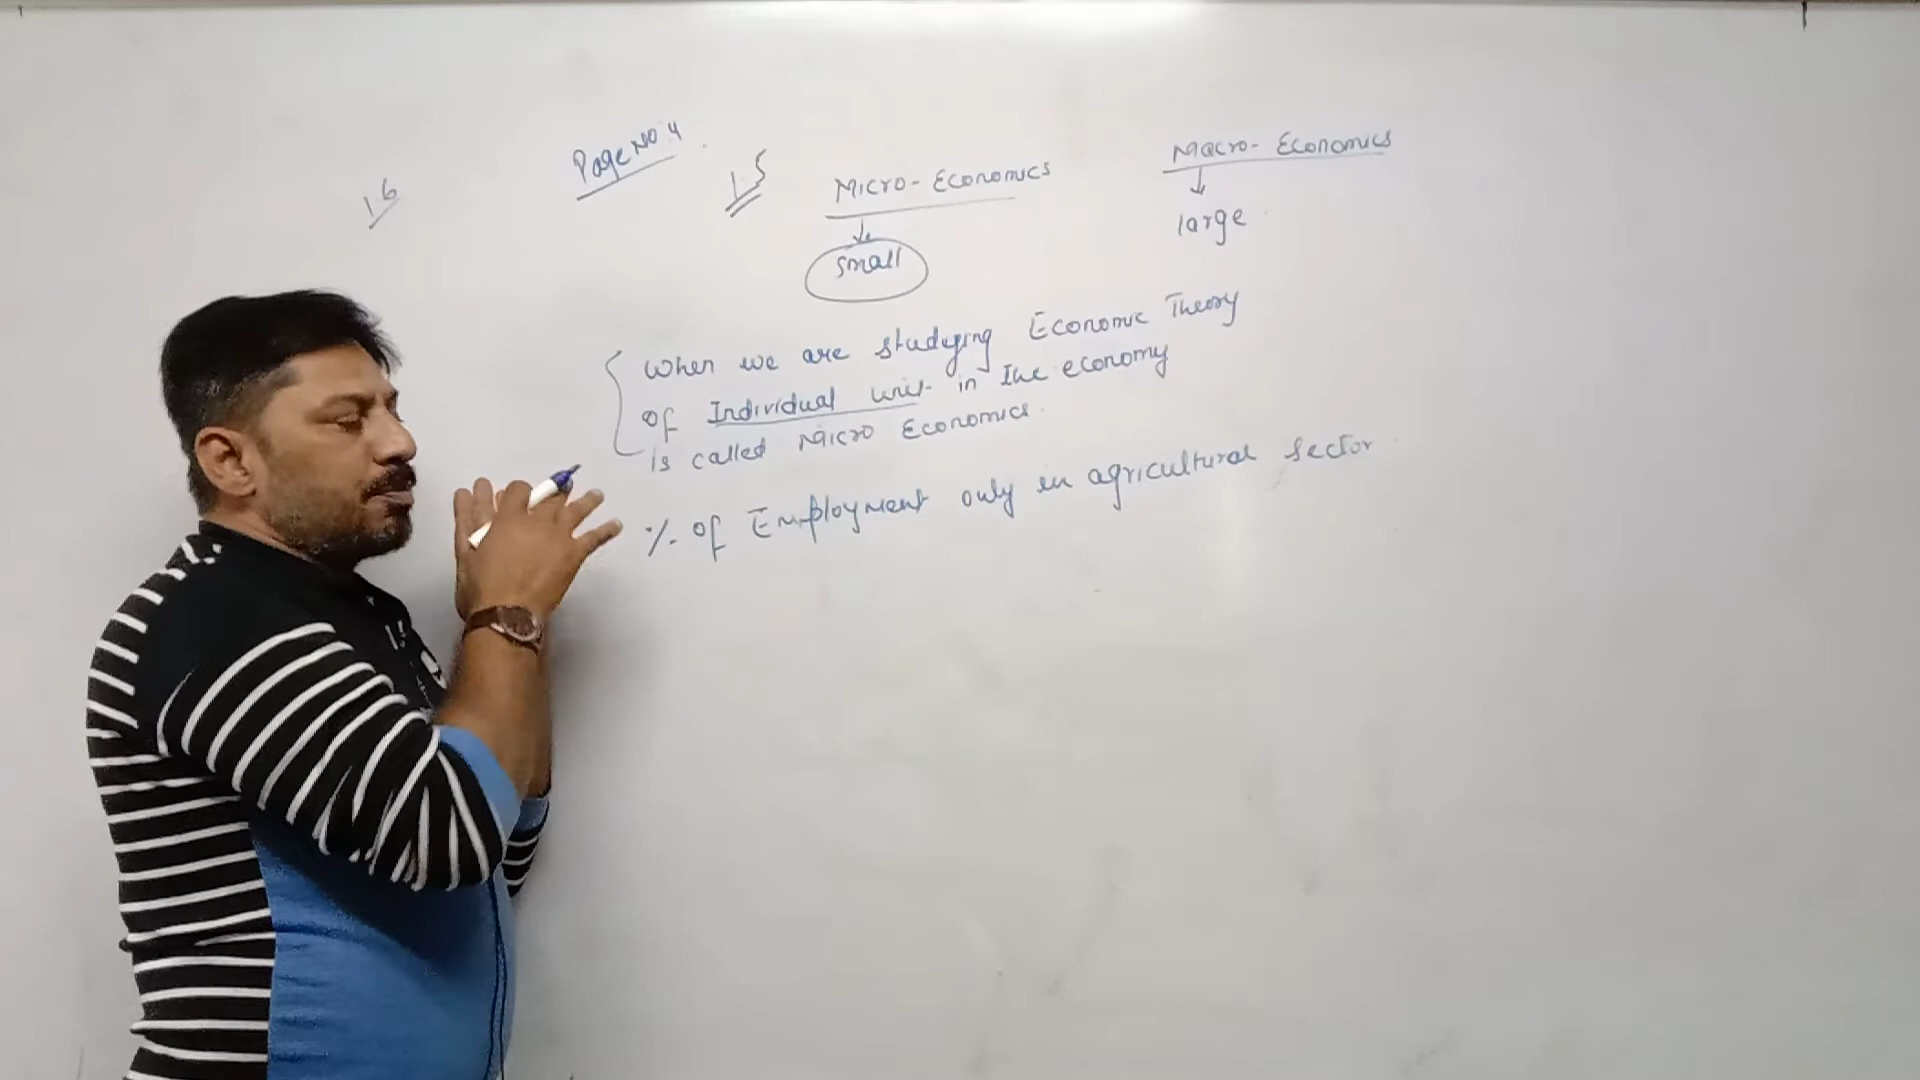 1.6
Page No 4
1.5
Micro-Economics
small
Macro-Economics
large
When we are studying Economic Theory
of Individual unit in the economy
is called Micro Economics.
% of Employment only in agricultural sector